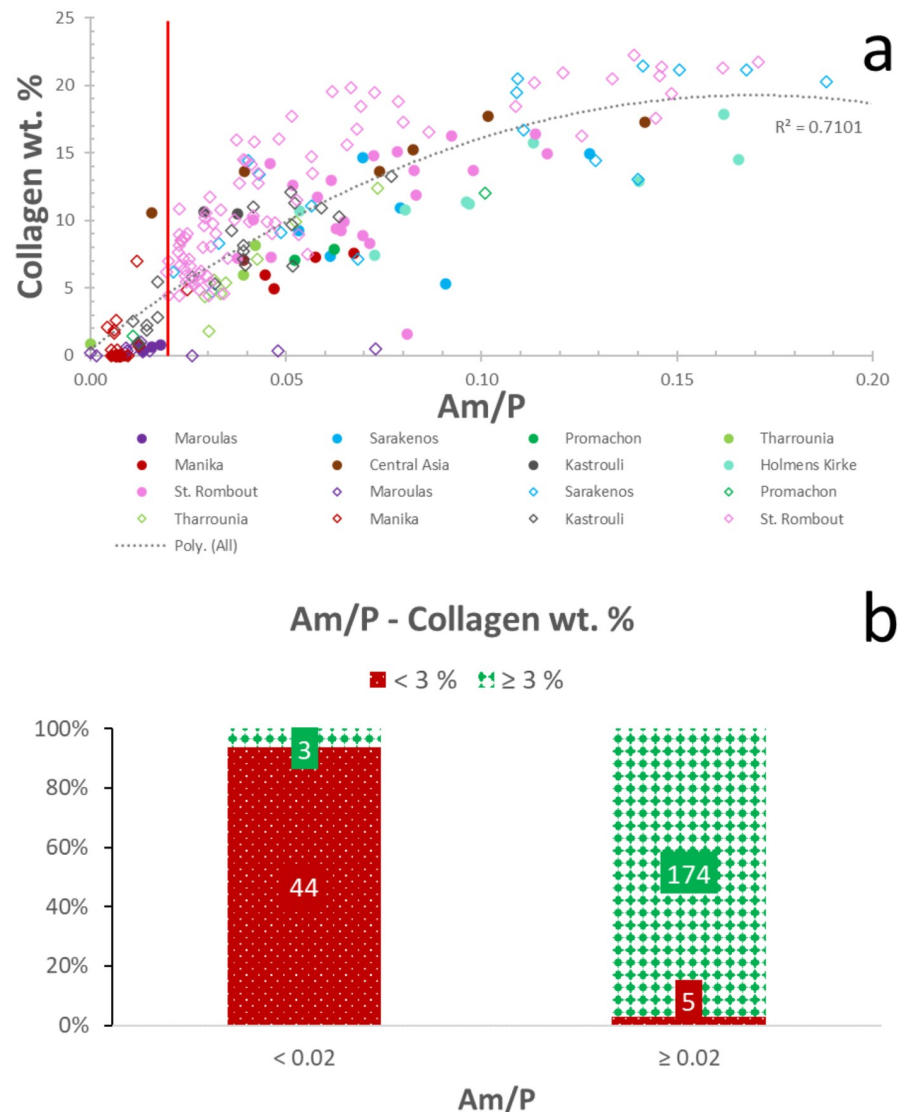 a
25
20
15
10
5
0
Collagen wt. %
R² = 0.7101
0.00 0.05 0.10 0.15 0.20
Am/P
Maroulas Sarakenos Promachon Tharrounia
Manika Central Asia Kastrouli Holmens Kirke
St. Rombout Maroulas Sarakenos Promachon
Tharrounia Manika Kastrouli St. Rombout
Poly. (All)
b
Am/P - Collagen wt. %
< 3 % ≥ 3 %
100%
80%
60%
40%
20%
0%
3
44
174
5
< 0.02 ≥ 0.02
Am/P